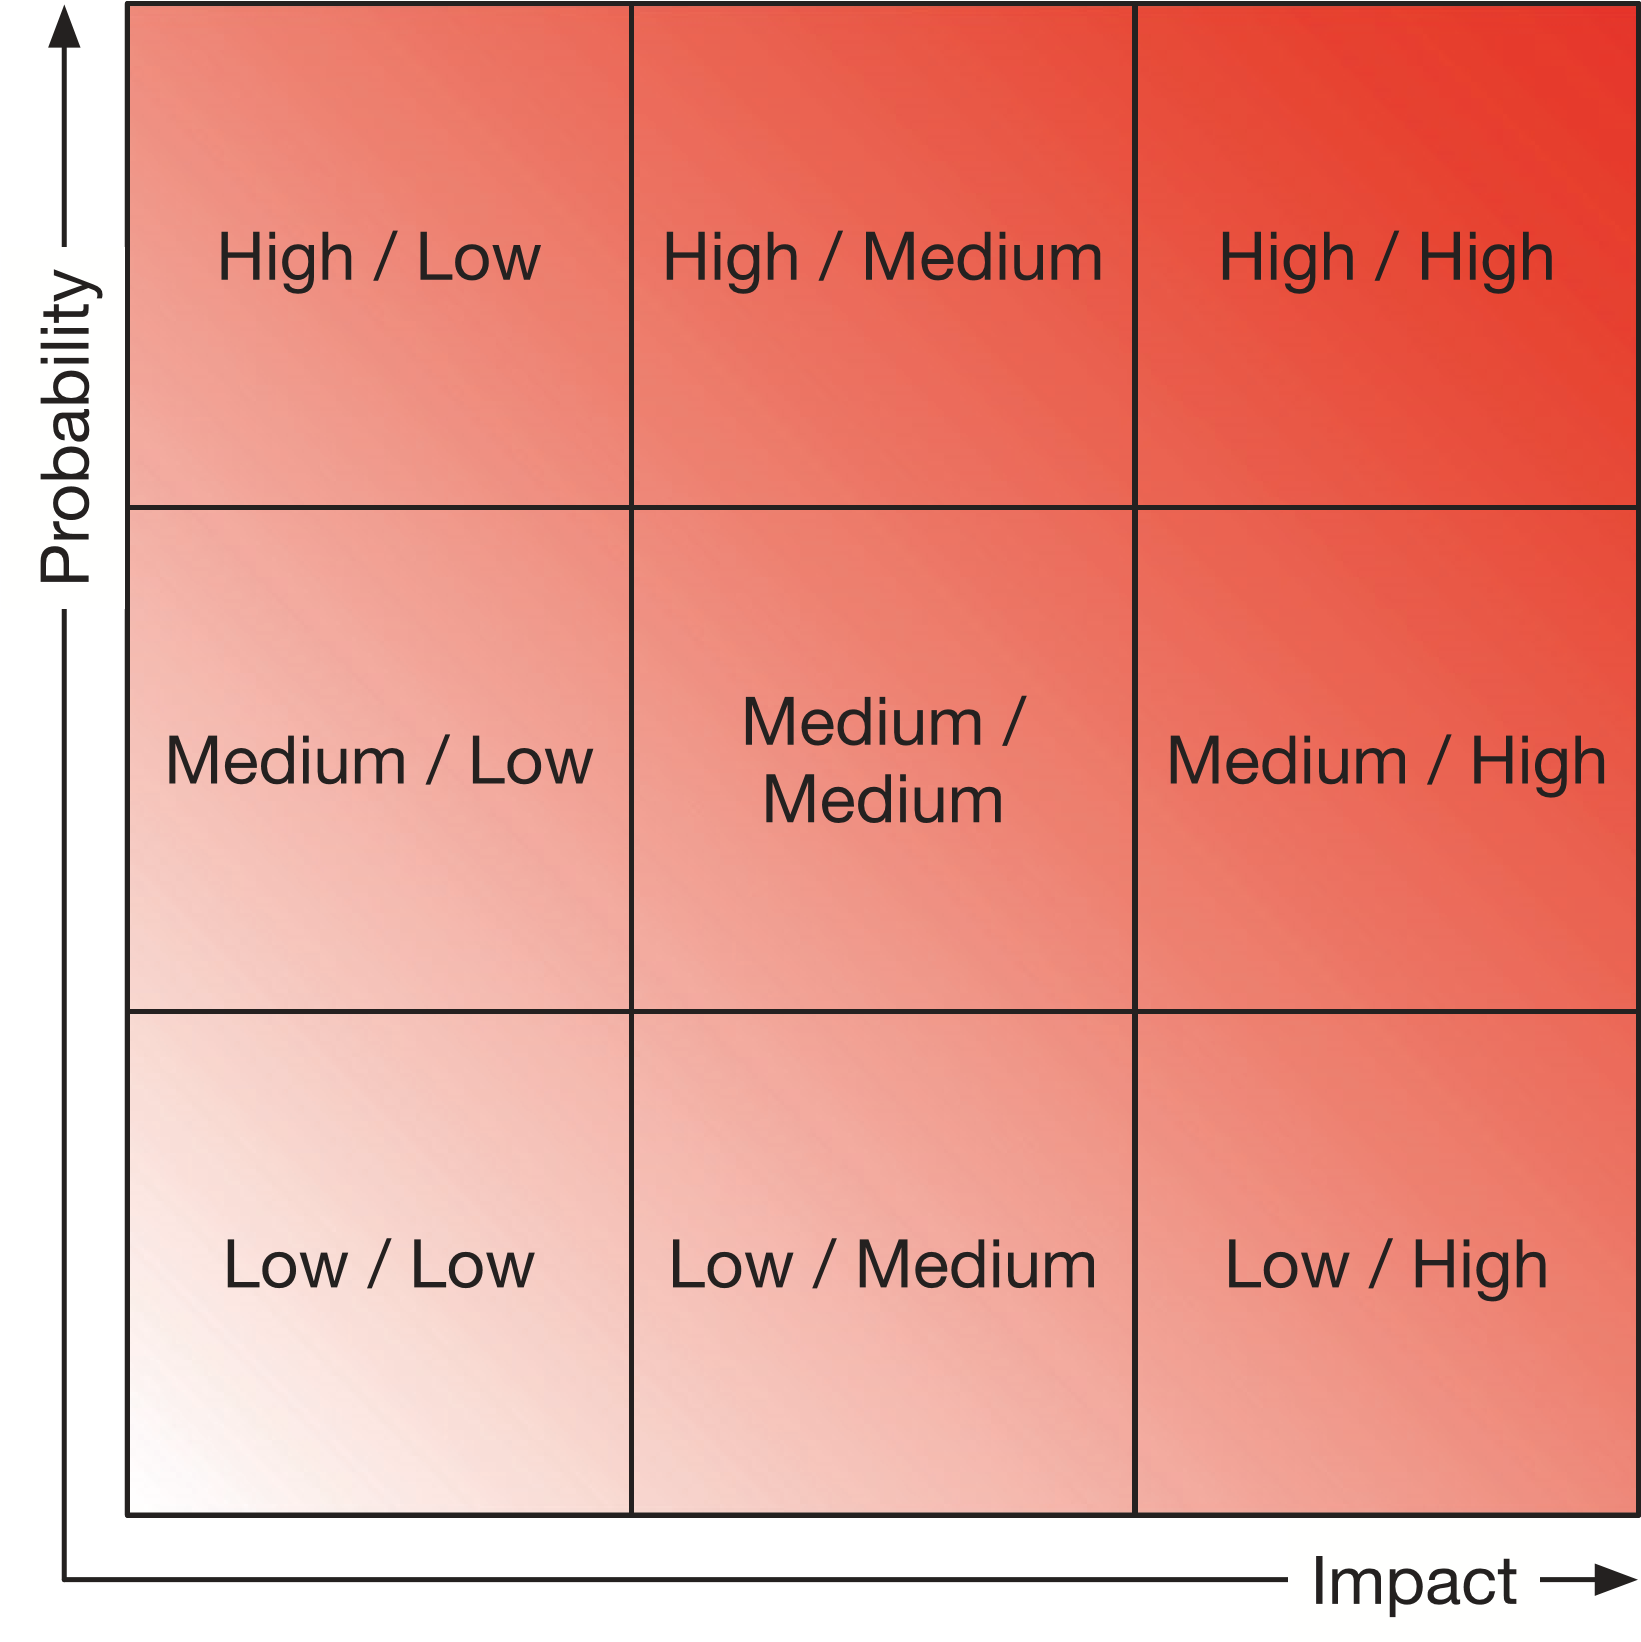 Probability
High / Low
High / Medium
High / High
Medium / Low
Medium /
Medium
Medium / High
Low / Low
Low / Medium
Low / High
Impact